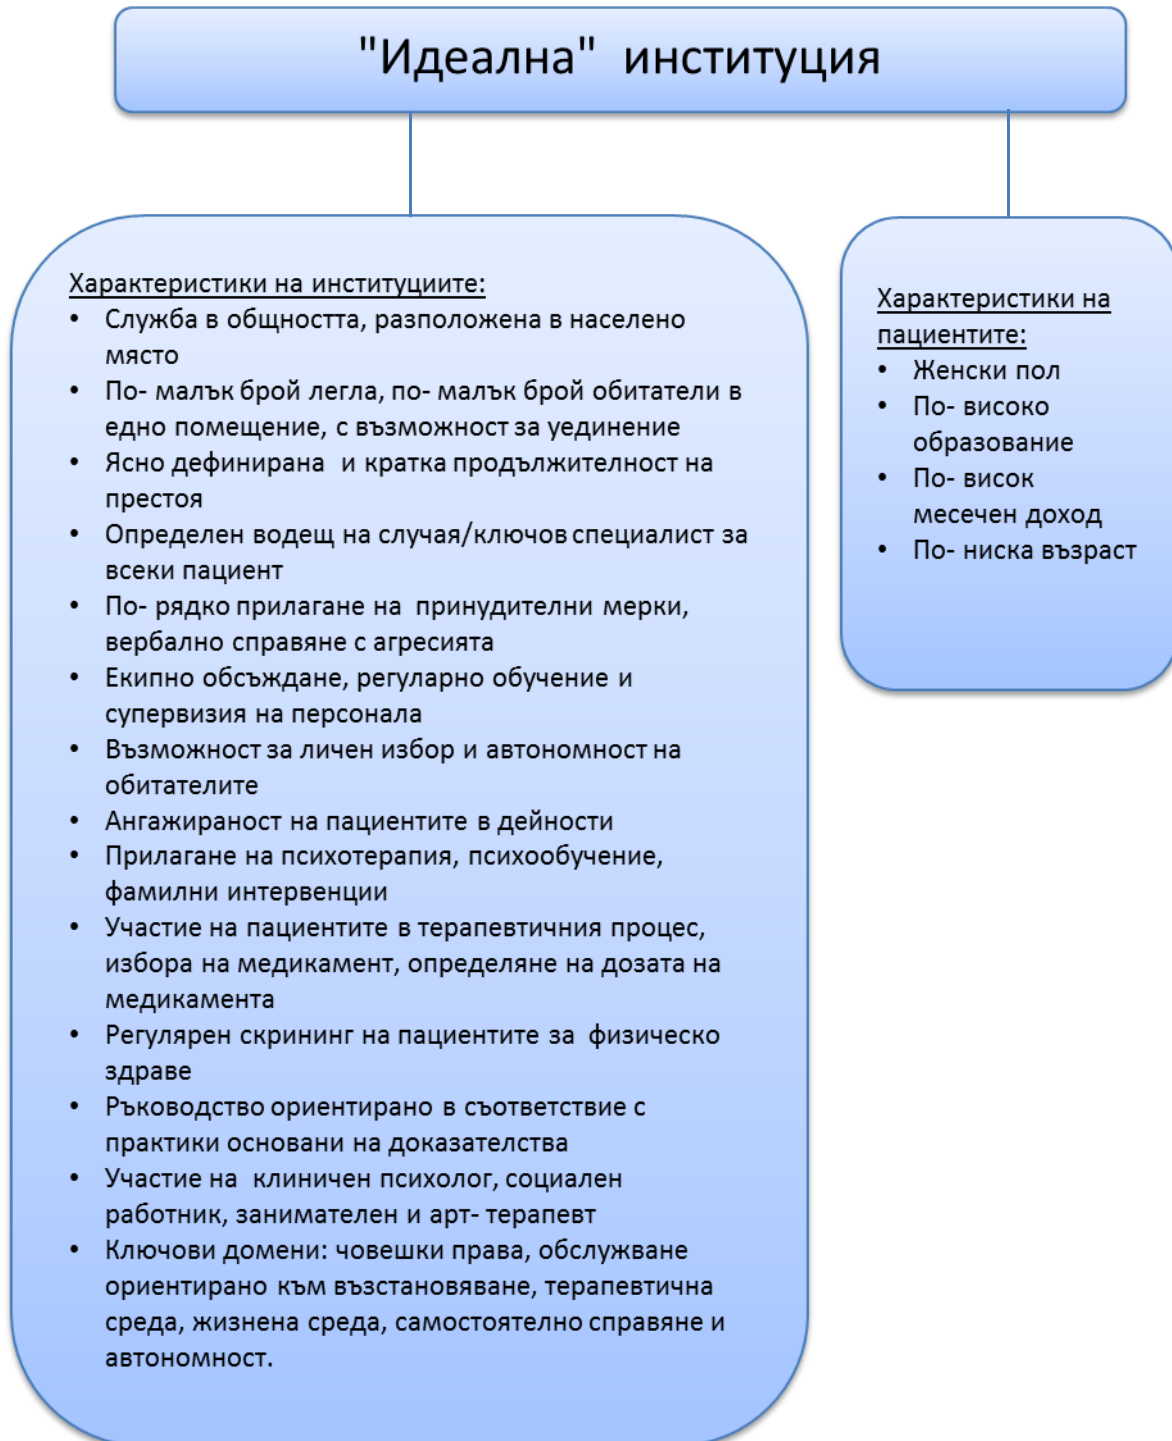 "Идеална" институция
Характеристики на институциите:
• Служба в общността, разположена в населено
място
• По- малък брой легла, по- малък брой обитатели в
едно помещение, с възможност за уединение
• Ясно дефинирана и кратка продължителност на
престоя
• Определен водещ на случая/ключов специалист за
всеки пациент
• По- рядко прилагане на принудителни мерки,
вербално справяне с агресията
• Екипно обсъждане, регуларно обучение и
супервизия на персонала
• Възможност за личен избор и автономност на
обитателите
• Ангажираност на пациентите в дейности
• Прилагане на психотерапия, психообучение,
фамилни интервенции
• Участие на пациентите в терапевтичния процес,
избора на медикамент, определяне на дозата на
медикамента
• Регулярен скрининг на пациентите за физическо
здраве
• Ръководство ориентирано в съответствие с
практики основани на доказателства
• Участие на клиничен психолог, социален
работник, занимателен и арт- терапевт
• Ключови домени: човешки права, обслужване
ориентирано към възстановяване, терапевтична
среда, жизнена среда, самостоятелно справяне и
автономност.
Характеристики на
пациентите:
• Женски пол
• По- високо
образование
• По- висок
месечен доход
• По- ниска възраст